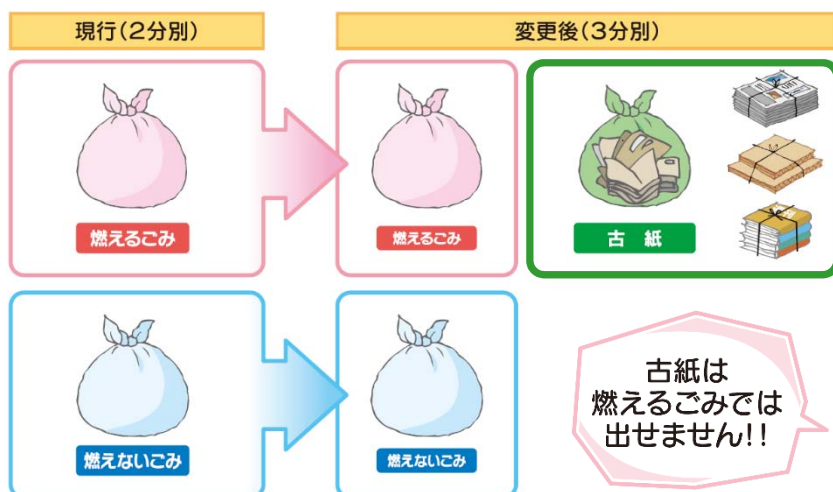 現行(2分別)
変更後(3分別)
燃えるごみ
燃えるごみ
古紙
燃えないごみ
燃えないごみ
古紙は
燃えるごみでは
出せません!!